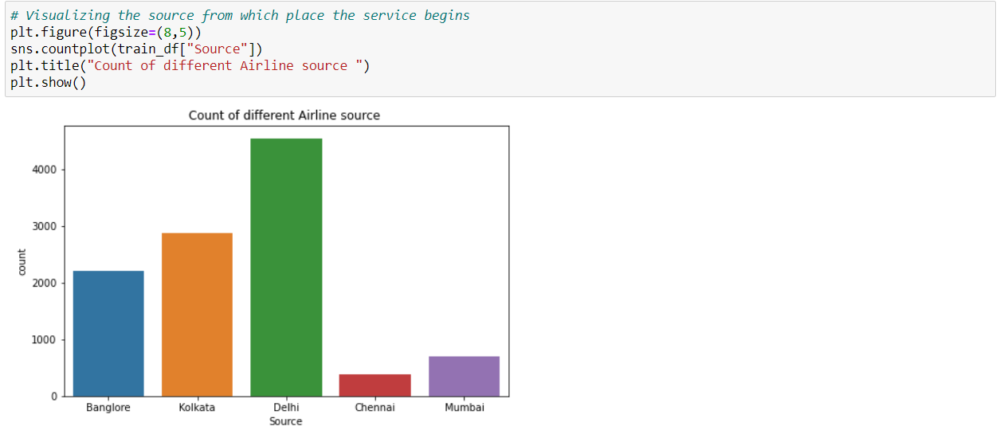 # Visualizing the source from which place the service begins
plt.figure(figsize=(8,5))
sns.countplot(train_df["Source"])
plt.title("Count of different Airline source ")
plt.show()
Count of different Airline source
4000
3000
2000
1000
0
count
Banglore Kolkata Delhi Chennai Mumbai
Source